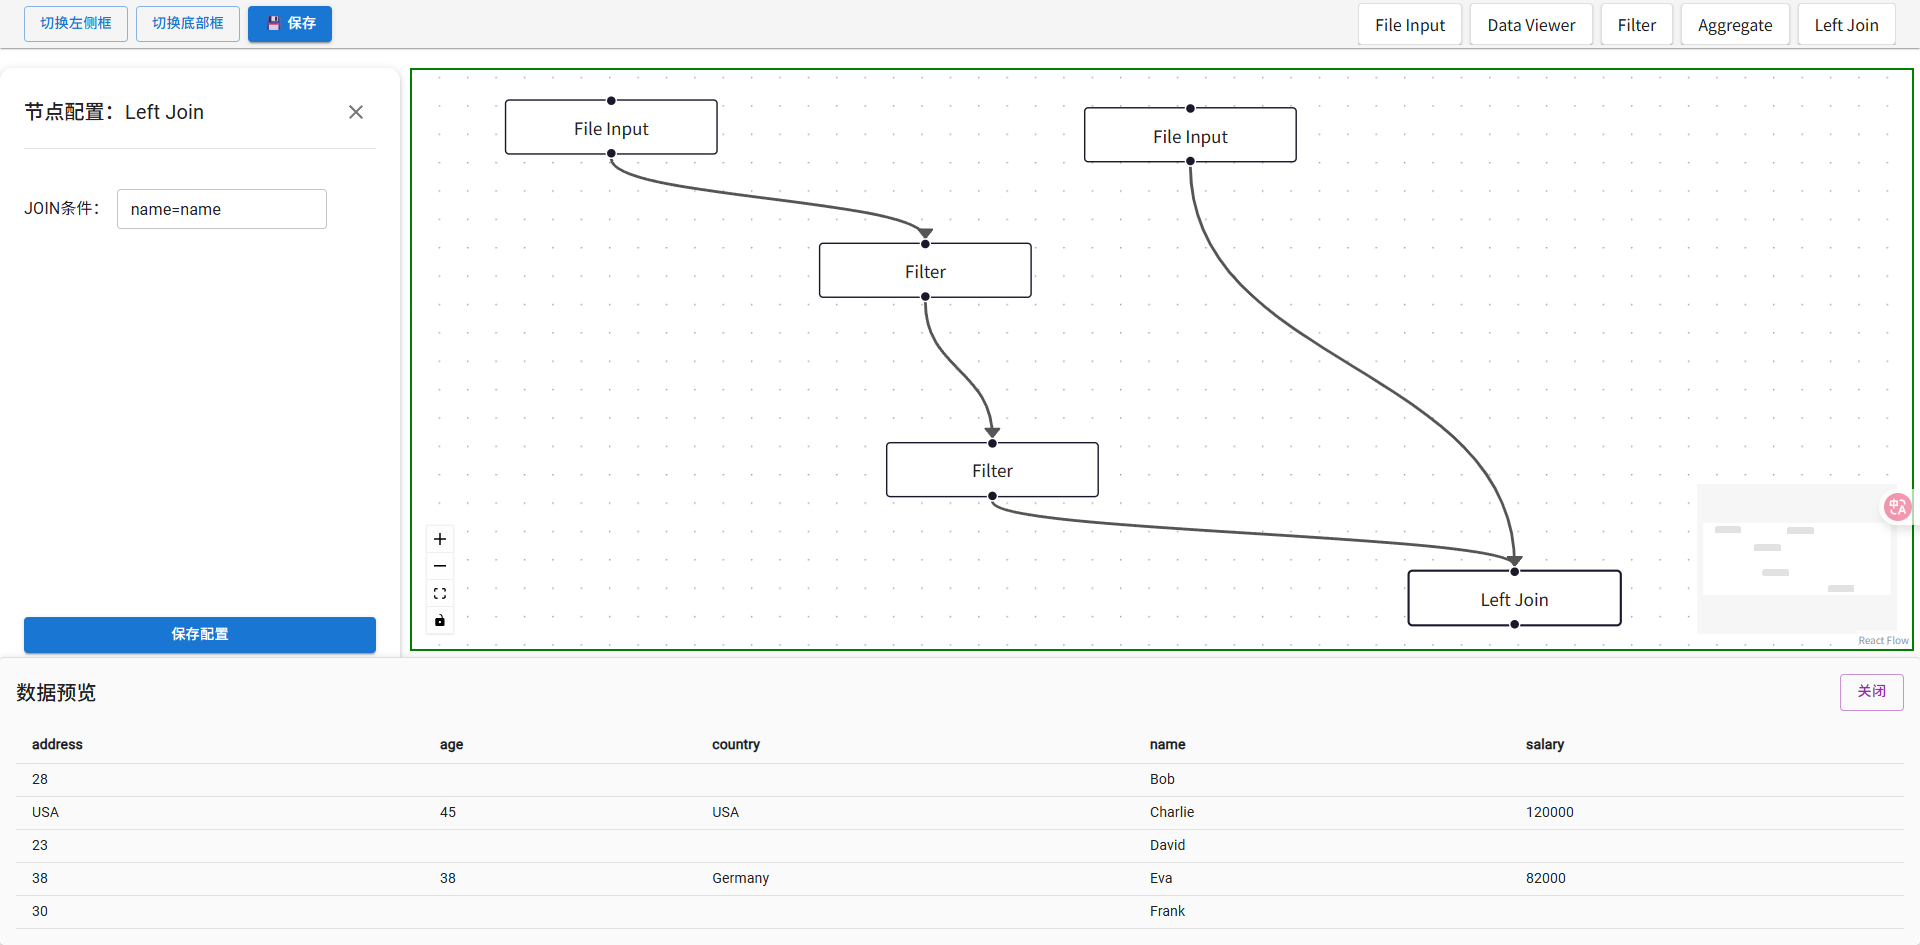 切换左侧框 切换底部框 💾 保存 File Input Data Viewer Filter Aggregate Left Join
节点配置：Left Join
JOIN条件： name=name
保存配置
File Input
File Input
Filter
Filter
Left Join
中A
React Flow
数据预览 关闭
address age country name salary
28 Bob
USA 45 USA Charlie 120000
23 David
38 38 Germany Eva 82000
30 Frank